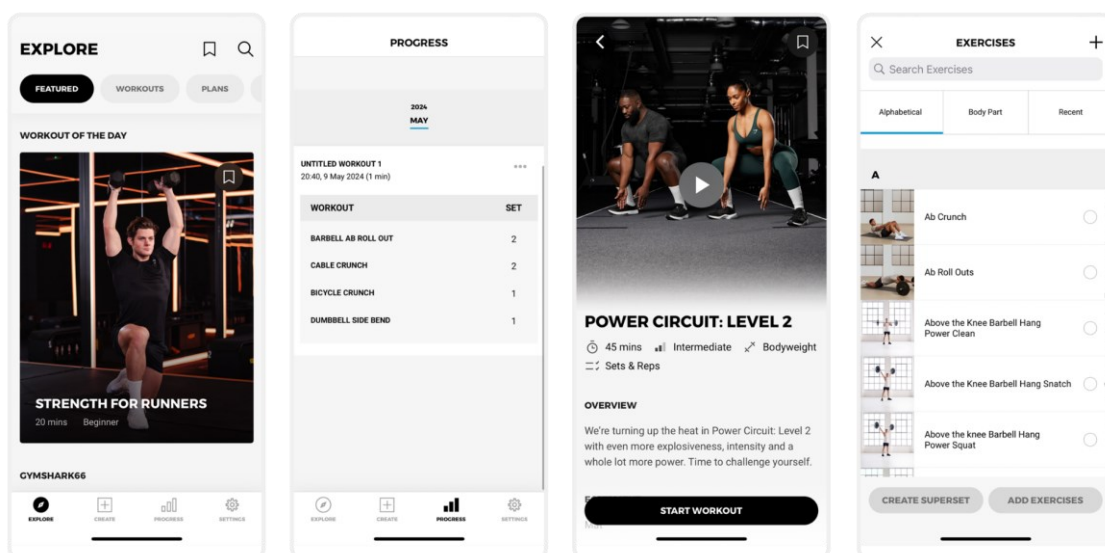 EXPLORE
FEATURED
WORKOUTS
PLANS
WORKOUT OF THE DAY
STRENGTH FOR RUNNERS
20 mins Beginner
GYMSHARK66
EXPLORE
CREATE
PROGRESS
SETTINGS
PROGRESS
2024
MAY
UNTITLED WORKOUT 1
20:40, 9 May 2024 (1 min)
WORKOUT SET
BARBELL AB ROLL OUT 2
CABLE CRUNCH 2
BICYCLE CRUNCH 1
DUMBBELL SIDE BEND 1
EXPLORE
CREATE
PROGRESS
SETTINGS
POWER CIRCUIT: LEVEL 2
45 mins Intermediate Bodyweight
Sets & Reps
OVERVIEW
We're turning up the heat in Power Circuit: Level 2
with even more explosiveness, intensity and a
whole lot more power. Time to challenge yourself.
START WORKOUT
EXERCISES
Search Exercises
Alphabetical
Body Part
Recent
A
Ab Crunch
Ab Roll Outs
Above the Knee Barbell Hang
Power Clean
Above the Knee Barbell Hang Snatch
Above the knee Barbell Hang
Power Squat
CREATE SUPERSET
ADD EXERCISES